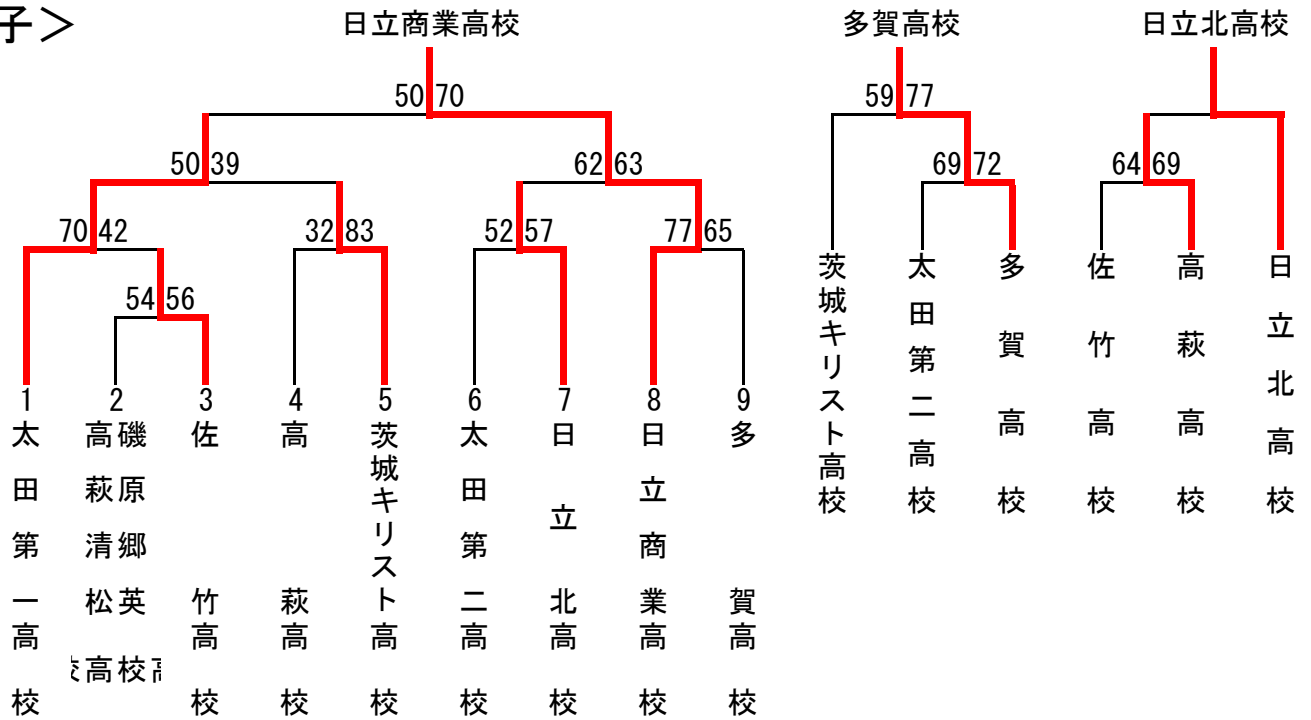 子＞
日立商業高校
多賀高校
日立北高校
50 70
59 77
50 39
62 63
69 72
64 69
70 42
32 83
52 57
77 65
54 56
茨城キリスト高校
太田第二高校
多賀高校
佐竹高校
高萩高校
日立北高校
1
2
3
4
5
6
7
8
9
太田第一高校
磯原郷英高
高萩清松高校
佐竹高校
高萩高校
茨城キリスト高校
太田第二高校
日立北高校
日立商業高校
多賀高校